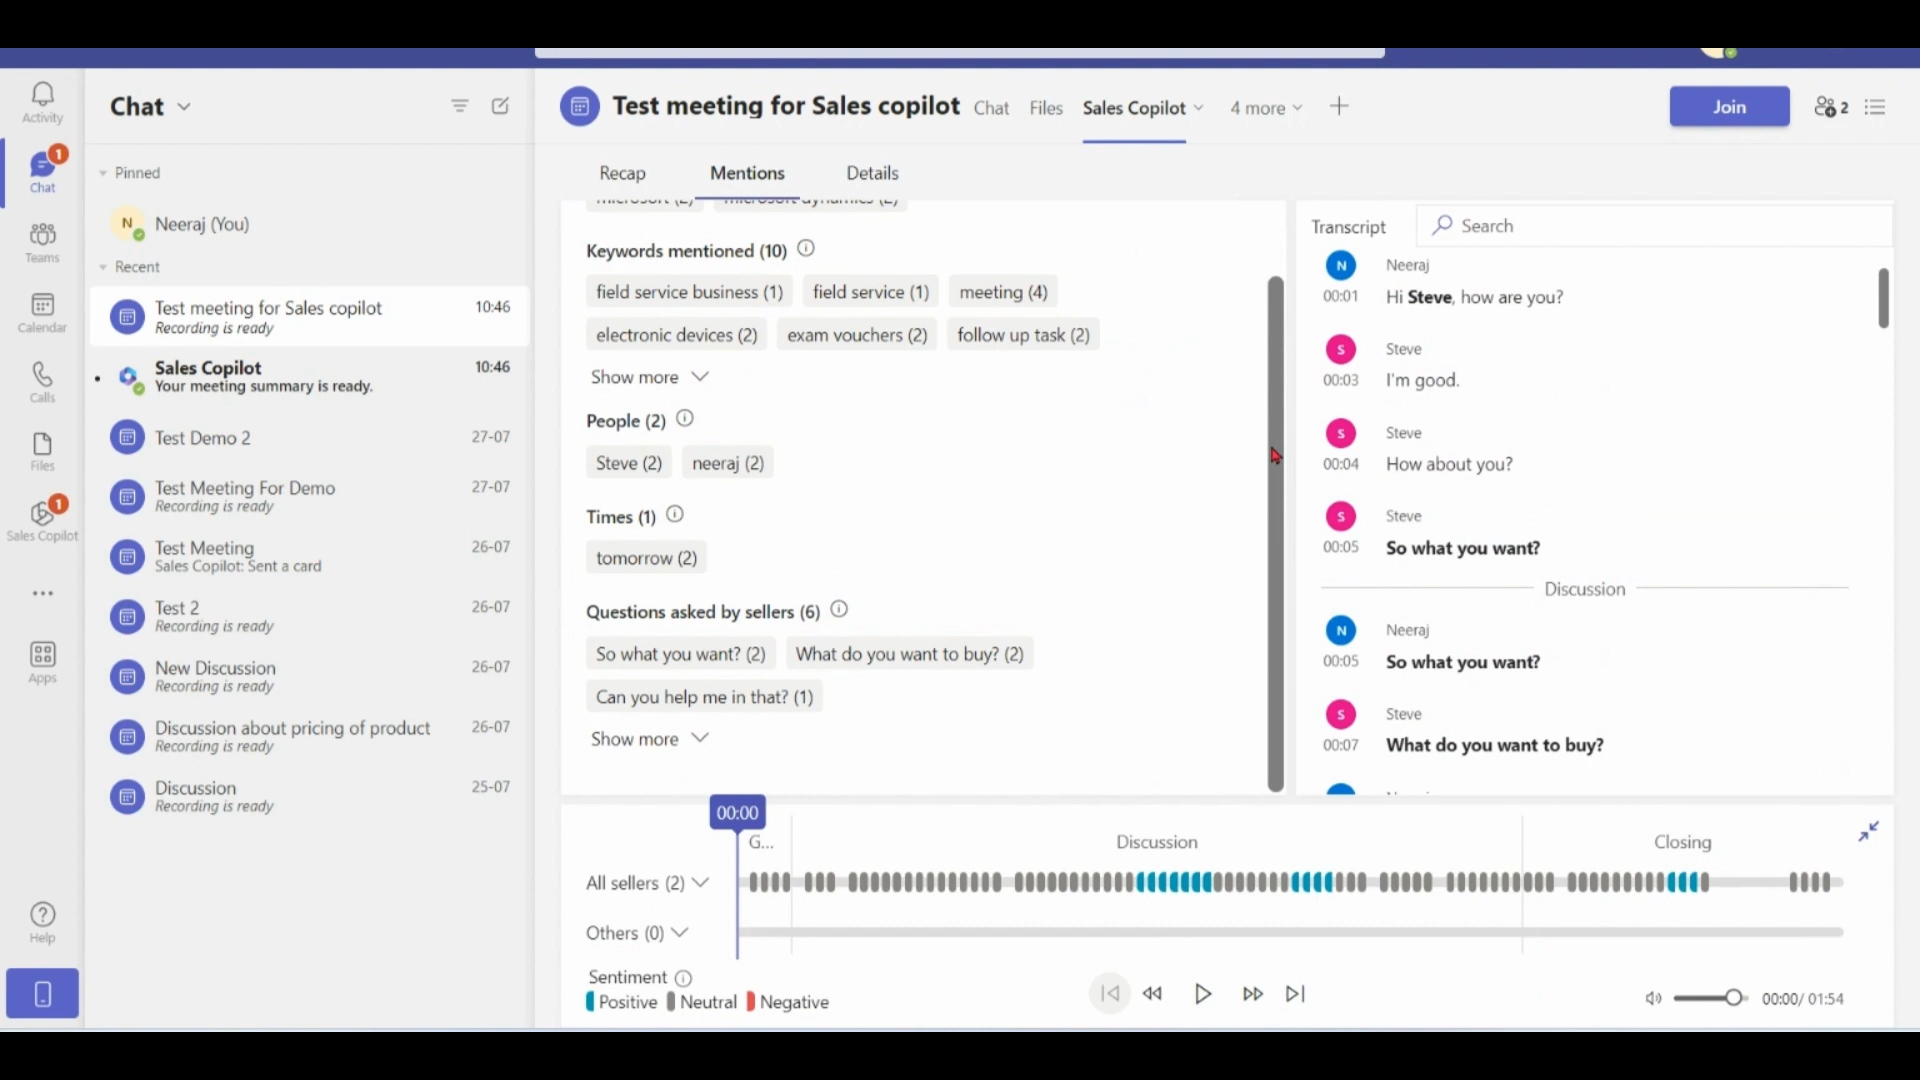 Activity
1
Chat
Teams
Calendar
Calls
Files
1
Sales Copilot
Apps
Help
Chat
Pinned
N
Neeraj (You)
Recent
Test meeting for Sales copilot
10:46
Recording is ready
Sales Copilot
10:46
Your meeting summary is ready.
Test Demo 2
27-07
Test Meeting For Demo
27-07
Recording is ready
Test Meeting
26-07
Sales Copilot: Sent a card
Test 2
26-07
Recording is ready
New Discussion
26-07
Recording is ready
Discussion about pricing of product
26-07
Recording is ready
Discussion
25-07
Recording is ready
Test meeting for Sales copilot
Chat
Files
Sales Copilot
4 more
Join
2
Recap
Mentions
Details
microsoft (2) microsoft dynamics (2)
Keywords mentioned (10)
field service business (1) field service (1) meeting (4)
electronic devices (2) exam vouchers (2) follow up task (2)
Show more
People (2)
Steve (2) neeraj (2)
Times (1)
tomorrow (2)
Questions asked by sellers (6)
So what you want? (2) What do you want to buy? (2)
Can you help me in that? (1)
Show more
Transcript
Search
N
Neeraj
00:01
Hi Steve, how are you?
S
Steve
00:03
I'm good.
S
Steve
00:04
How about you?
S
Steve
00:05
So what you want?
Discussion
N
Neeraj
00:05
So what you want?
S
Steve
00:07
What do you want to buy?
00:00
G...
Discussion
Closing
All sellers (2)
Others (0)
Sentiment
Positive Neutral Negative
00:00/ 01:54